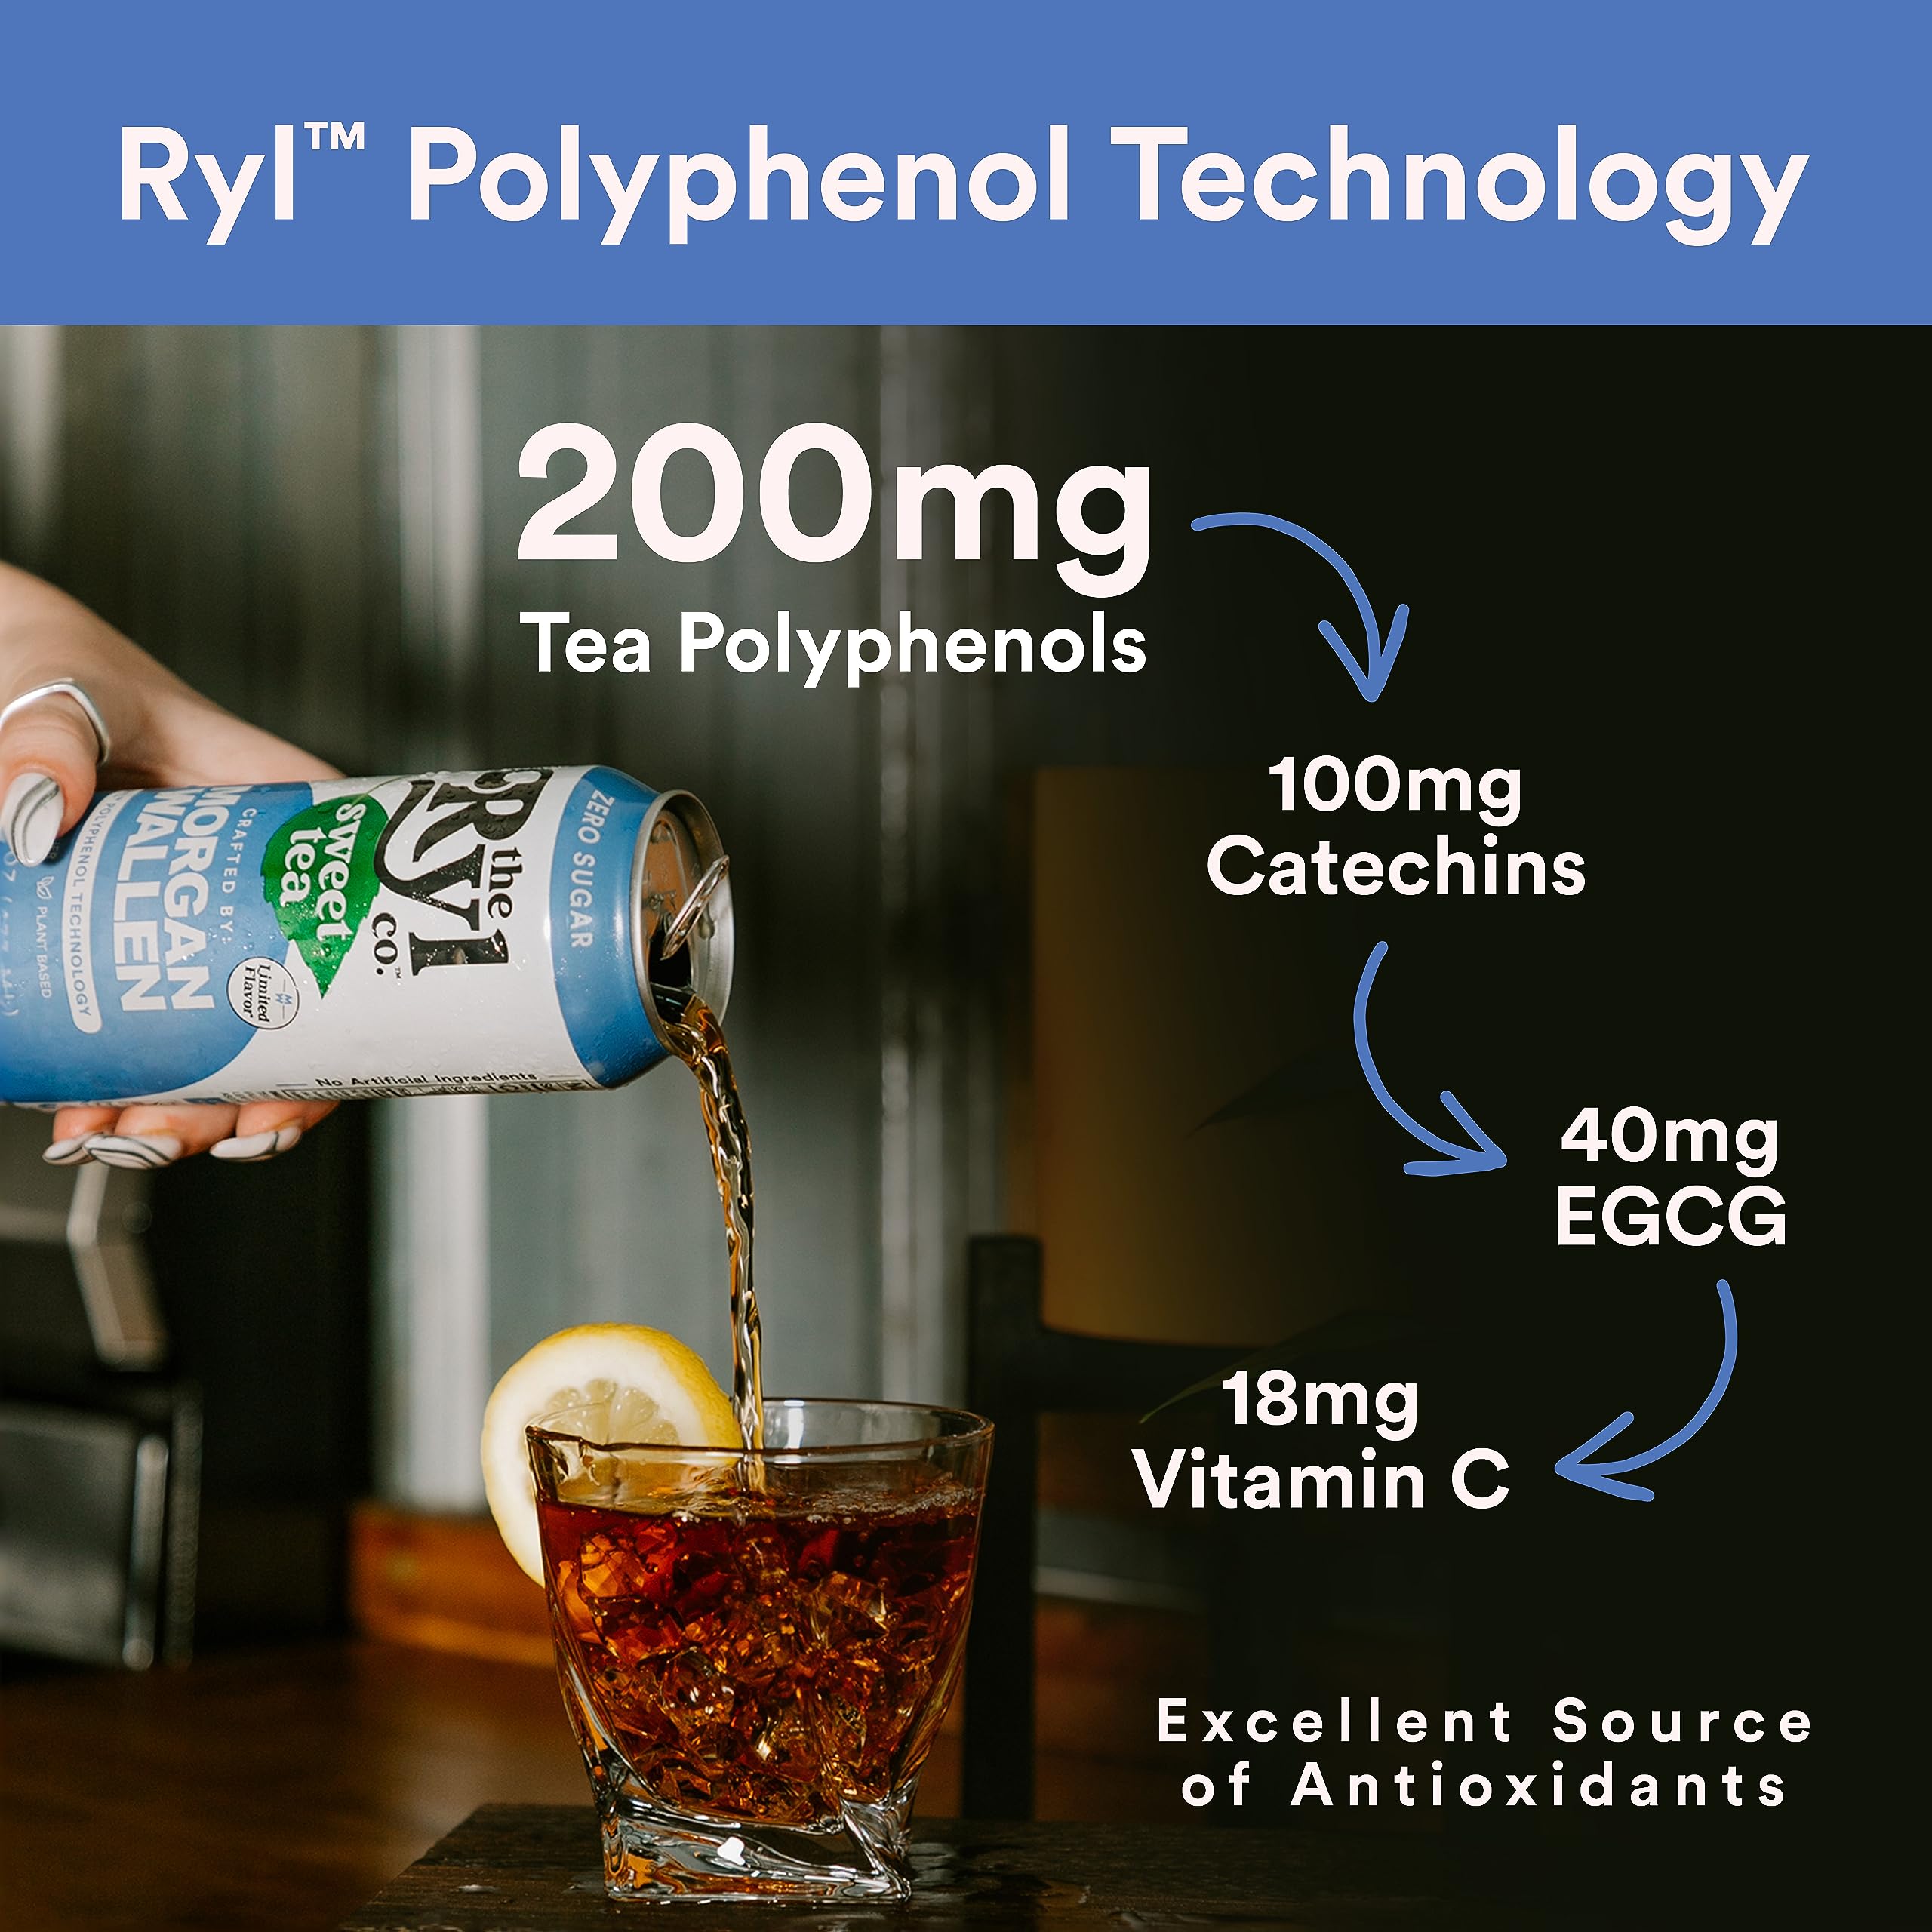 Ryl™ Polyphenol Technology
200mg
Tea Polyphenols
100mg
Catechins
40mg
EGCG
18mg
Vitamin C
Excellent Source
of Antioxidants
ZERO SUGAR
the
Ryl
co.™
sweet
tea
Limited
Flavor
CRAFTED BY:
MORGAN
WALLEN
POLYPHENOL TECHNOLOGY
PLANT BASED
No Artificial Ingredients